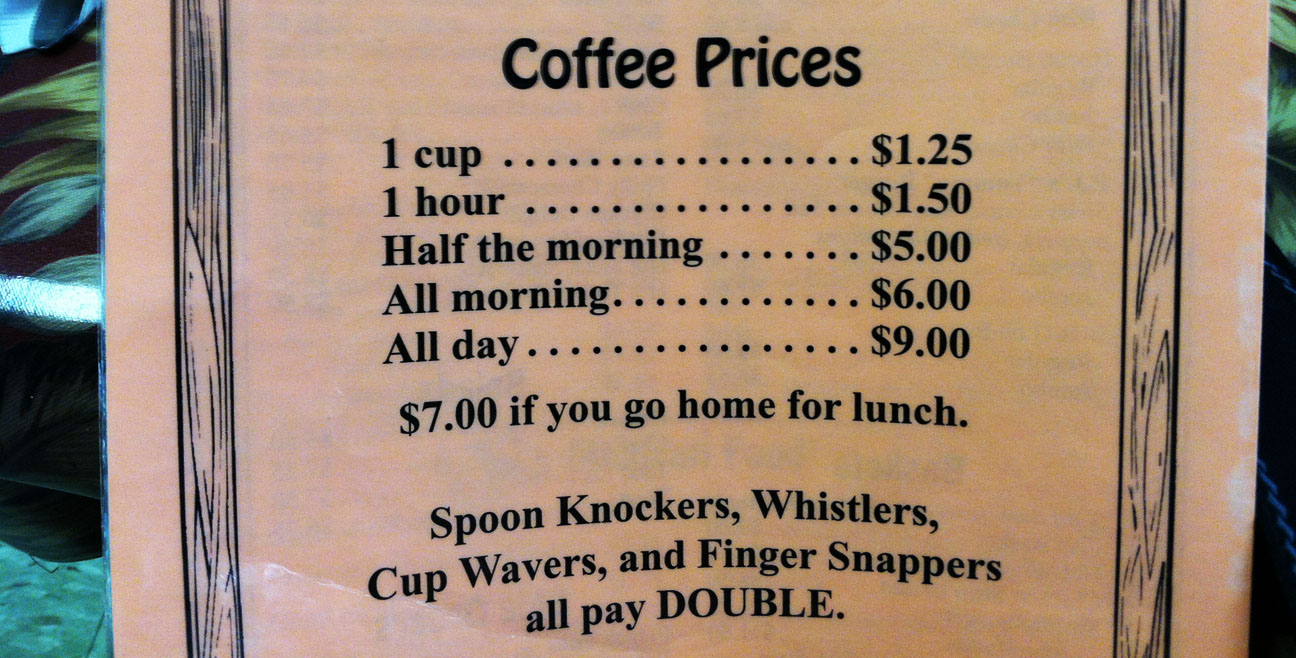 Coffee Prices
1 cup .................. $1.25
1 hour ................ $1.50
Half the morning ....... $5.00
All morning............ $6.00
All day................ $9.00
$7.00 if you go home for lunch.
Spoon Knockers, Whistlers,
Cup Wavers, and Finger Snappers
all pay DOUBLE.